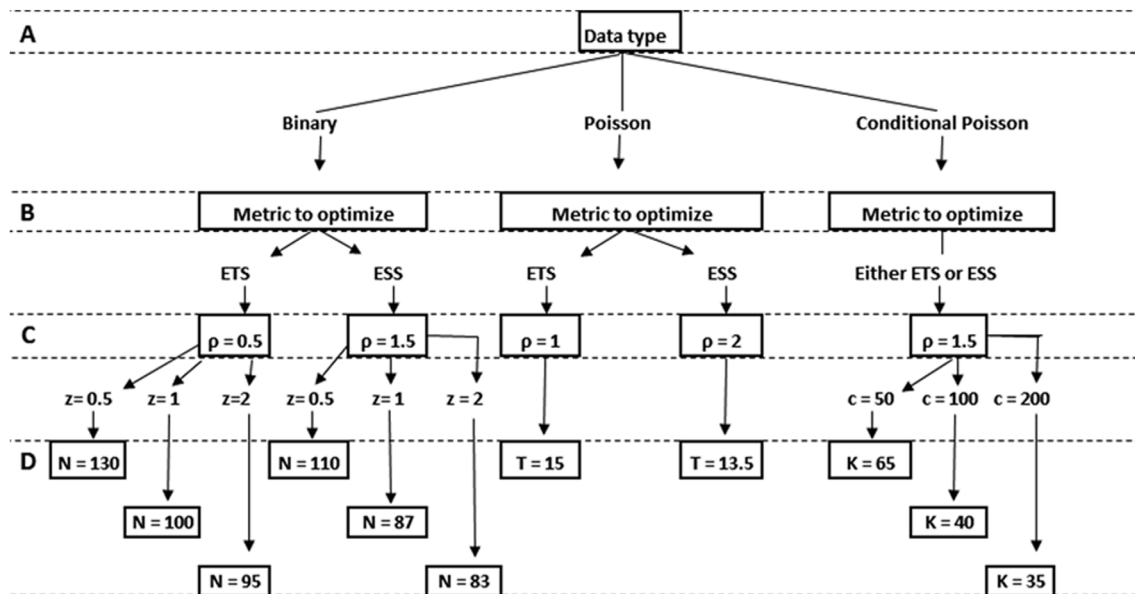 A
Data type
Binary
Poisson
Conditional Poisson
B
Metric to optimize
Metric to optimize
Metric to optimize
ETS
ESS
ETS
ESS
Either ETS or ESS
C
ρ = 0.5
ρ = 1.5
ρ = 1
ρ = 2
ρ = 1.5
z= 0.5
z= 1
z=2
z= 0.5
z= 1
z = 2
c = 50
c = 100
c = 200
D
N = 130
N = 110
T = 15
T = 13.5
K = 65
N = 100
N = 87
K = 40
N = 95
N = 83
K = 35